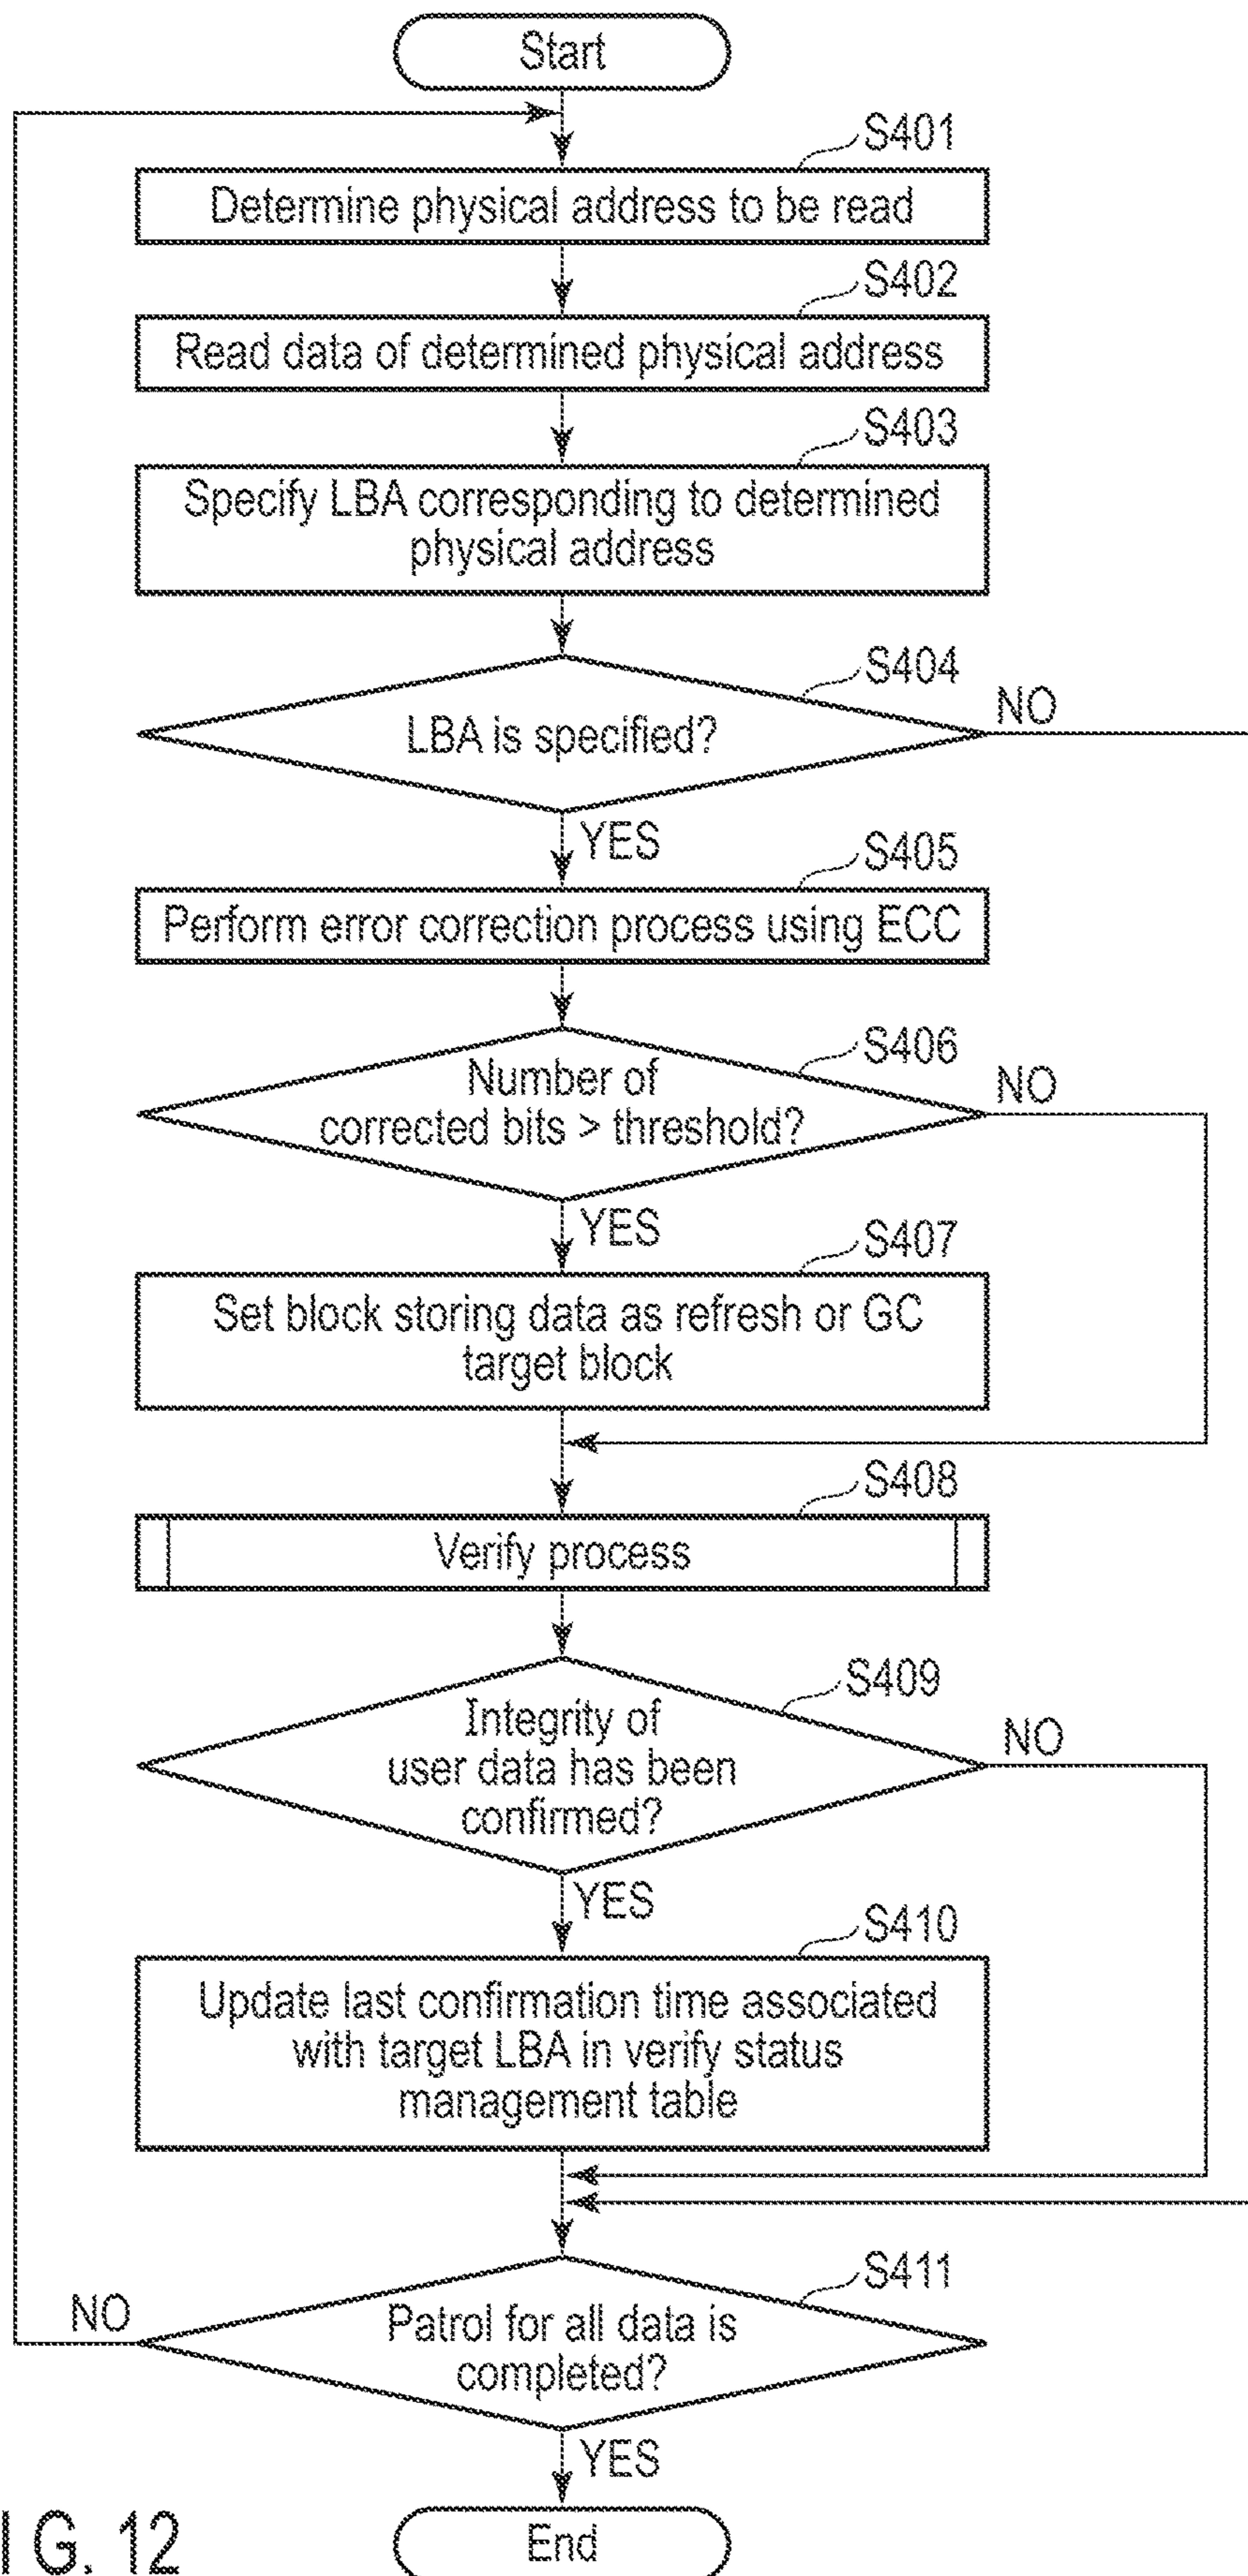 Start
S401
Determine physical address to be read
S402
Read data of determined physical address
S403
Specify LBA corresponding to determined
physical address
S404
LBA is specified?
NO
YES
S405
Perform error correction process using ECC
S406
Number of
corrected bits > threshold?
NO
YES
S407
Set block storing data as refresh or GC
target block
S408
Verify process
S409
Integrity of
user data has been
confirmed?
NO
YES
S410
Update last confirmation time associated
with target LBA in verify status
management table
S411
Patrol for all data is
completed?
NO
YES
End
I G. 12